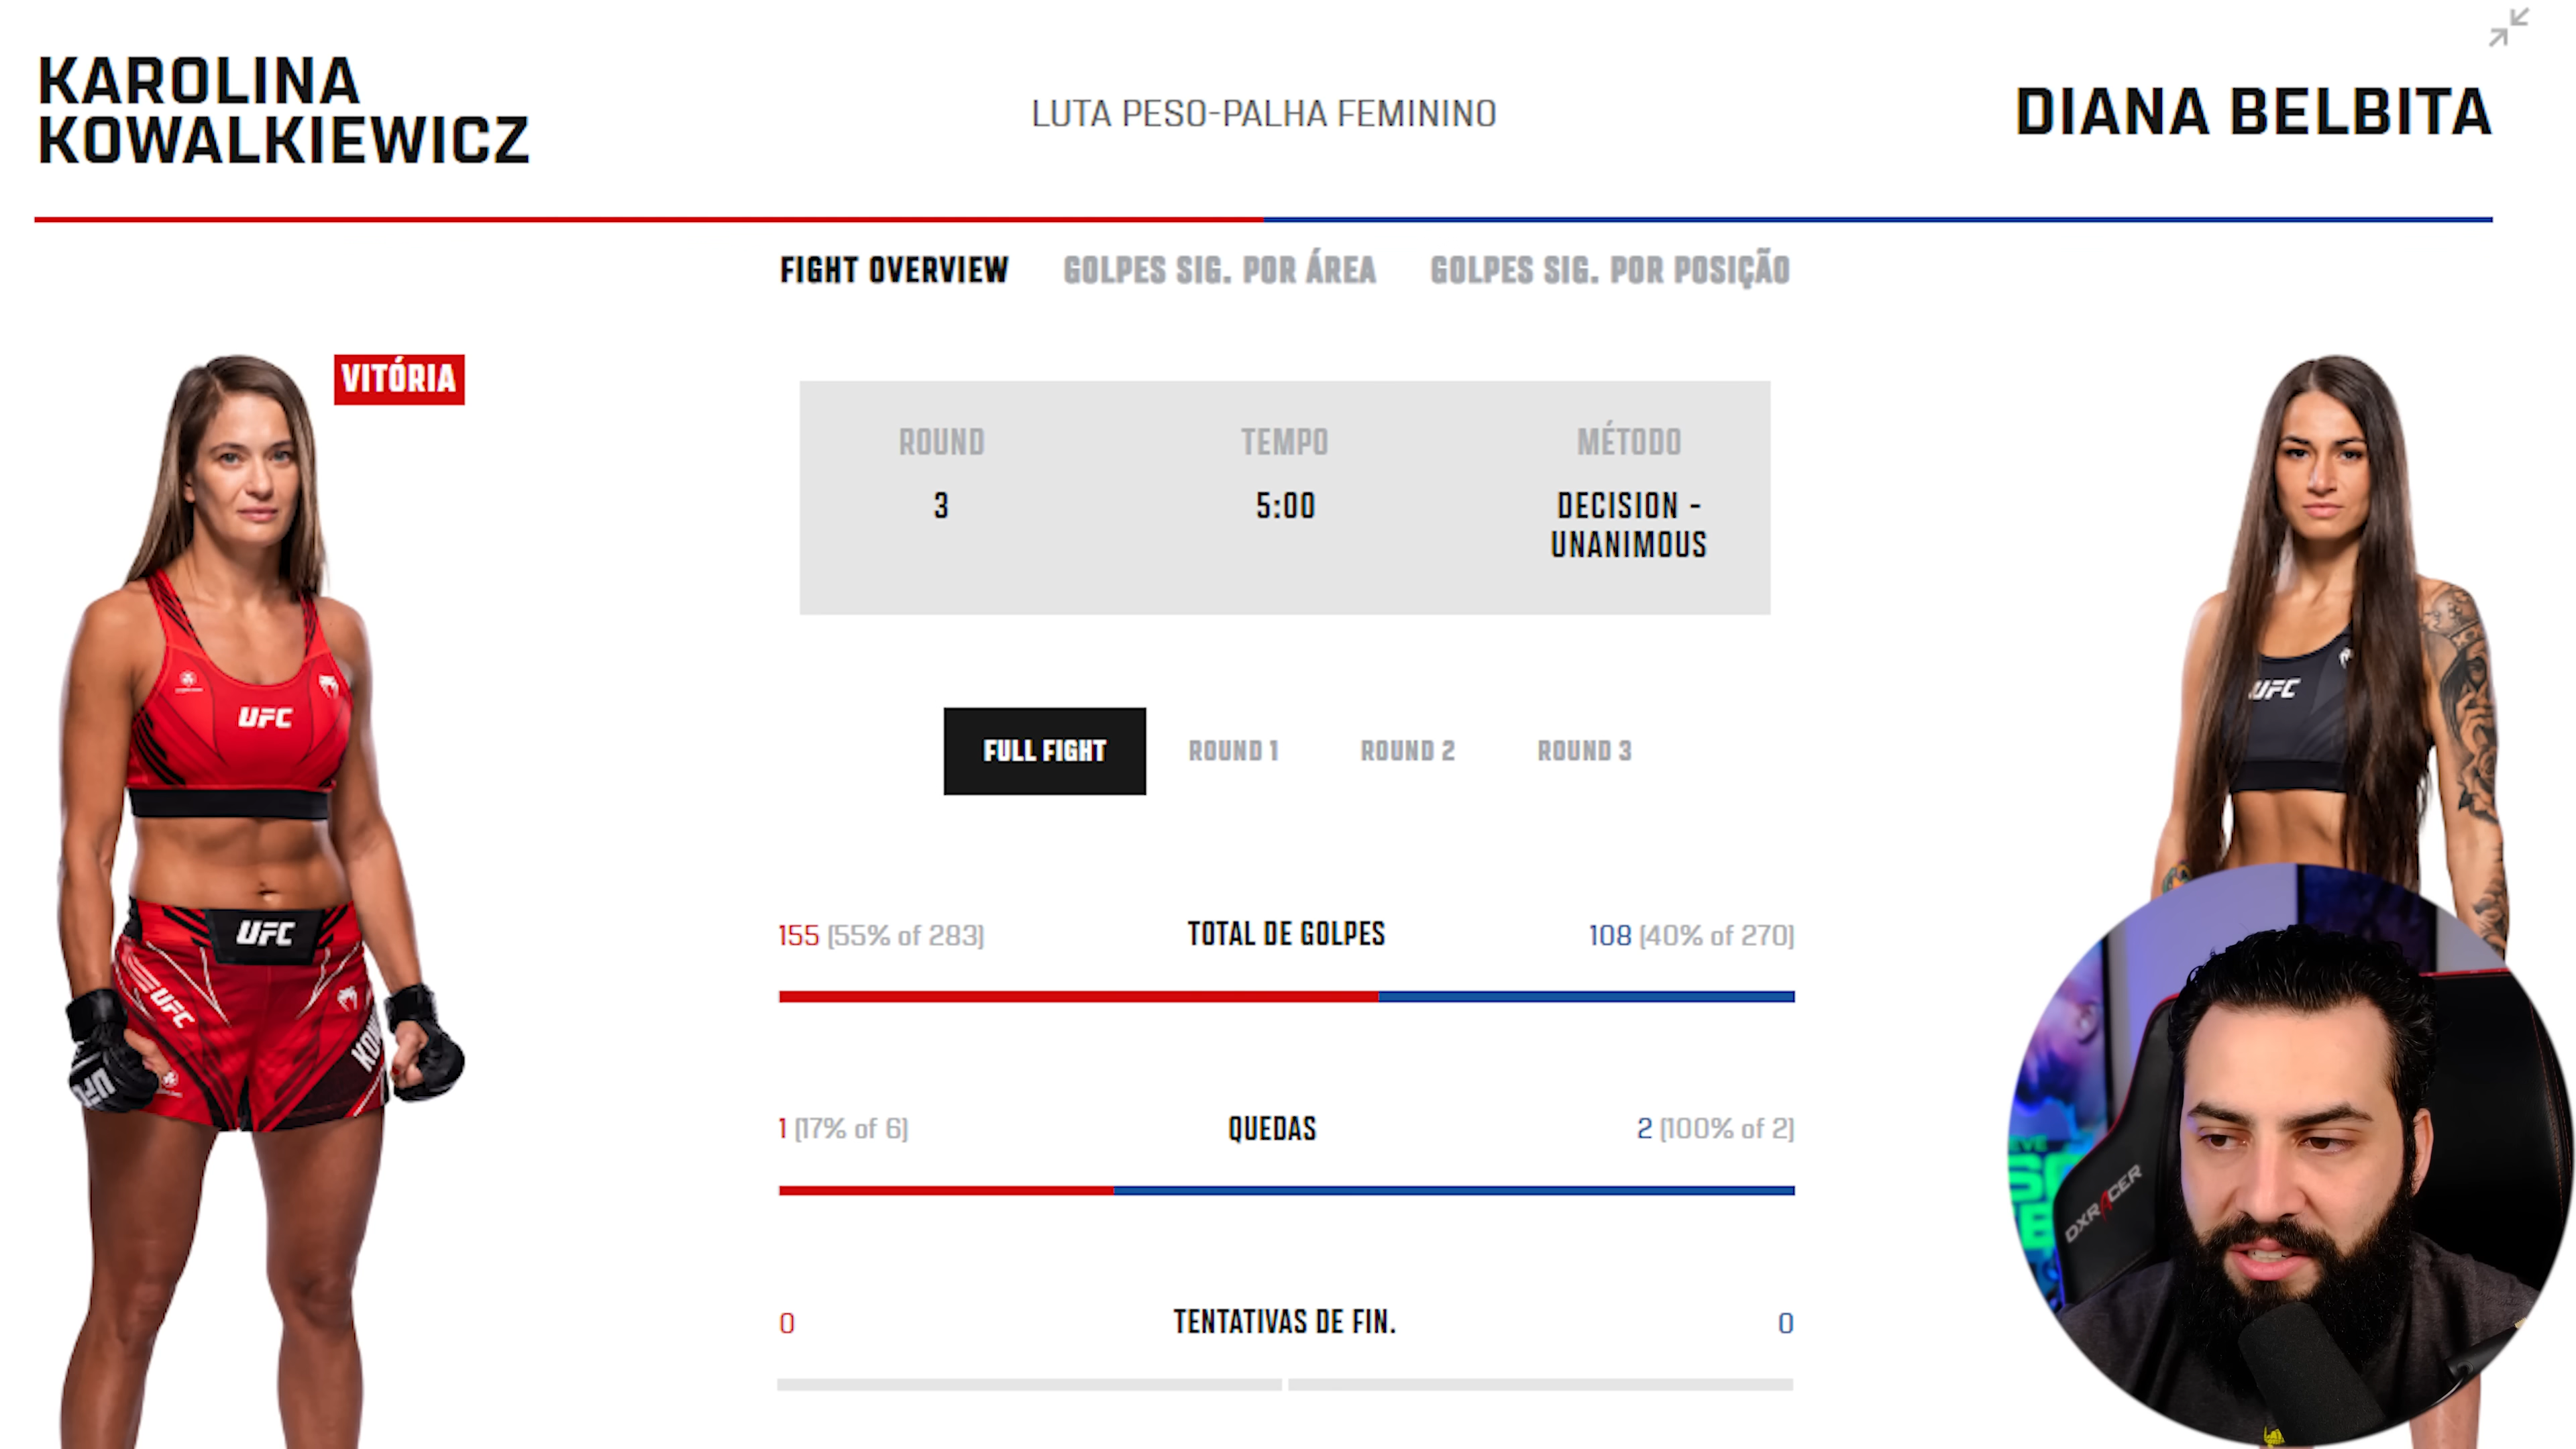 KAROLINA
KOWALKIEWICZ
LUTA PESO-PALHA FEMININO
DIANA BELBITA
FIGHT OVERVIEW
GOLPES SIG. POR ÁREA
GOLPES SIG. POR POSIÇÃO
VITÓRIA
ROUND
TEMPO
MÉTODO
3
5:00
DECISION -
UNANIMOUS
UFC
UFC
FULL FIGHT
ROUND 1
ROUND 2
ROUND 3
155 (55% of 283)
TOTAL DE GOLPES
108 (40% of 270)
UFC
UFC
UFC
1 (17% of 6)
QUEDAS
2 (100% of 2)
DXRACER
0
TENTATIVAS DE FIN.
0